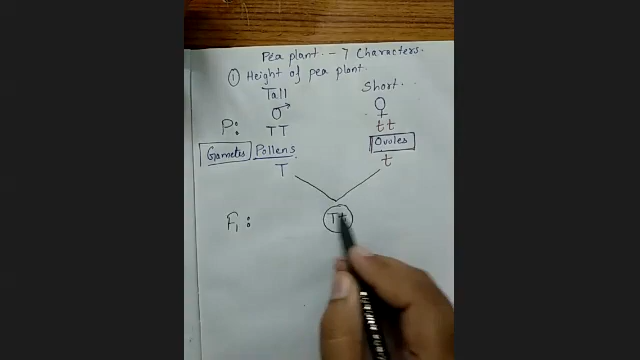 Pea plant. - 7 Characters.
① Height of pea plant.
Tall Short
P: ♂ ♀
TT tt
Gametes Pollens Ovules
T t
F₁: Tt